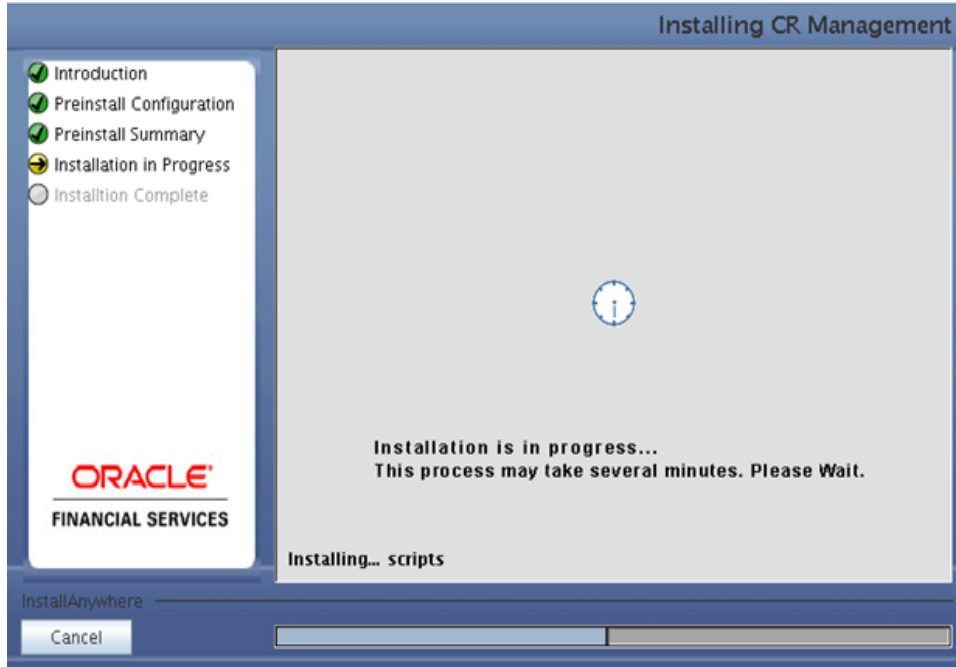 Installing CR Management
Introduction
Preinstall Configuration
Preinstall Summary
Installation in Progress
Installtion Complete
ORACLE'
FINANCIAL SERVICES
Installation is in progress...
This process may take several minutes. Please Wait.
Installing... scripts
InstallAnywhere
Cancel